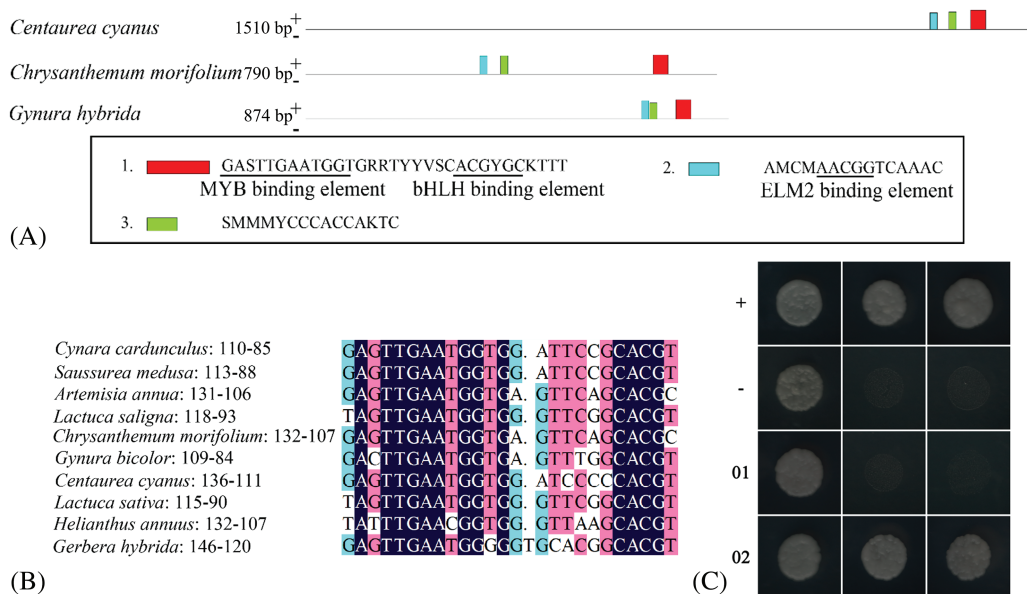 Centaurea cyanus 1510 bp + -
Chrysanthemum morifolium 790 bp + -
Gynura hybrida 874 bp + -
1. GASTTGAATGGTGRRTYYVSCACGYGCKTTT 2. AMCMAACGGTCAAAC
MYB binding element bHLH binding element ELM2 binding element
3. SMMMYCCCACCAKTC
(A)
Cynara cardunculus: 110-85 GAGTTGAATGGTGG.ATTCCGCACGT
Saussurea medusa: 113-88 GAGTTGAATGGTGG.ATTCCGCACGT
Artemisia annua: 131-106 GAGTTGAATGGTGA.GTTCAGCACGC
Lactuca saligna: 118-93 TAGTTGAATGGTGG.GTTCGGCACGT
Chrysanthemum morifolium: 132-107 GAGTTGAATGGTGA.GTTCAGCACGC
Gynura bicolor: 109-84 GACTTGAATGGTGA.GTTTGGCACGT
Centaurea cyanus: 136-111 GAGTTGAATGGTGG.ATCCCCCACGT
Lactuca sativa: 115-90 TAGTTGAATGGTGG.GTTCGGCACGT
Helianthus annuus: 132-107 TATTTGAACGGTGG.GTTAAGCACGT
Gerbera hybrida: 146-120 GAGTTGAATGGGGGTGCACGGCACGT
(B)
+
-
01
02
(C)